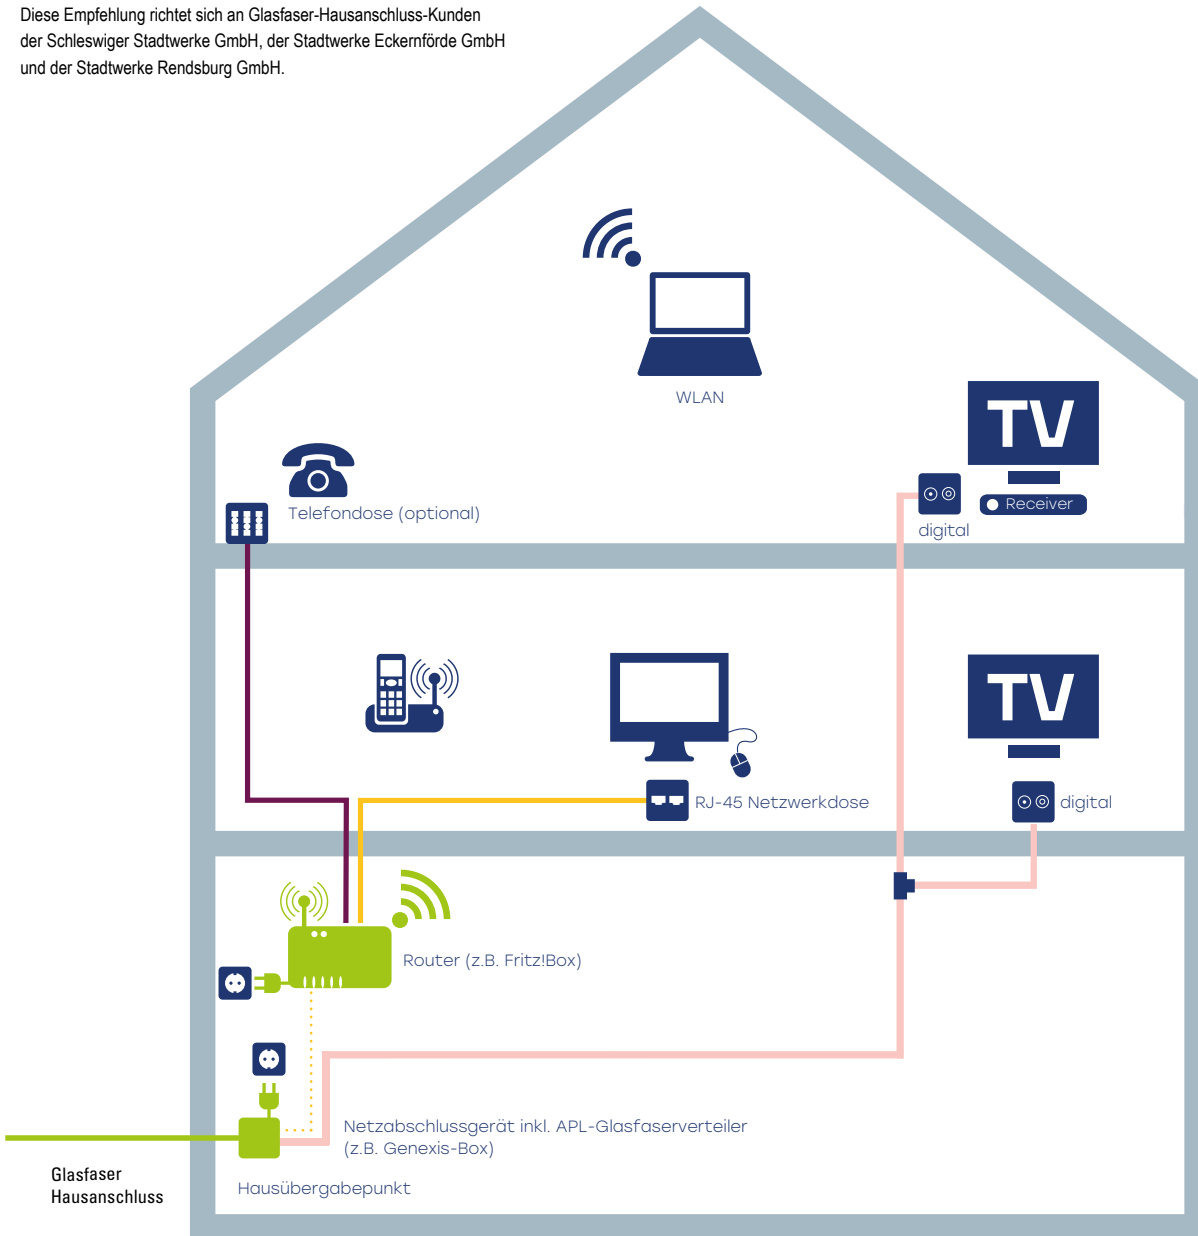 Diese Empfehlung richtet sich an Glasfaser-Hausanschluss-Kunden
der Schleswiger Stadtwerke GmbH, der Stadtwerke Eckernförde GmbH
und der Stadtwerke Rendsburg GmbH.
WLAN
TV
Receiver
digital
Telefondose (optional)
TV
RJ-45 Netzwerkdose
digital
Router (z.B. Fritz!Box)
Netzabschlussgerät inkl. APL-Glasfaserverteiler
(z.B. Genexis-Box)
Glasfaser
Hausanschluss
Hausübergabepunkt